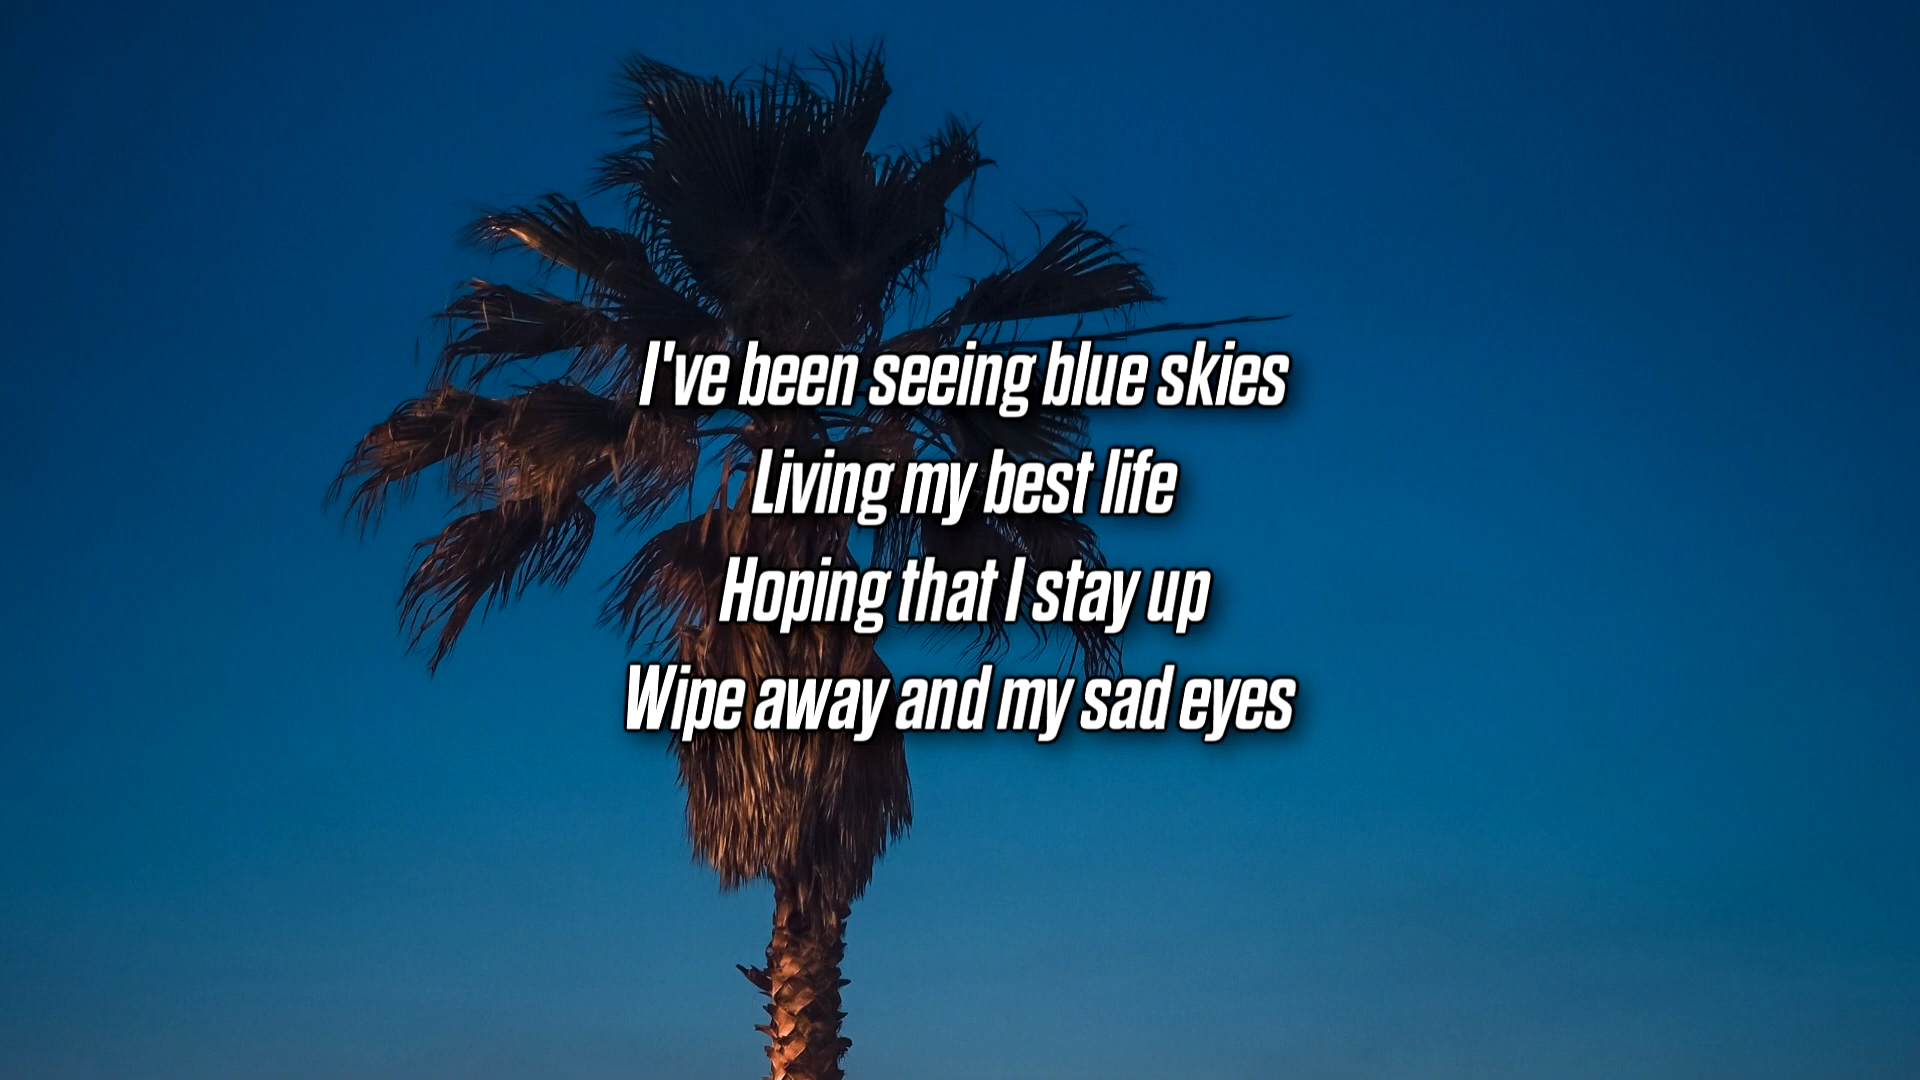 I've been seeing blue skies
Living my best life
Hoping that I stay up
Wipe away and my sad eyes